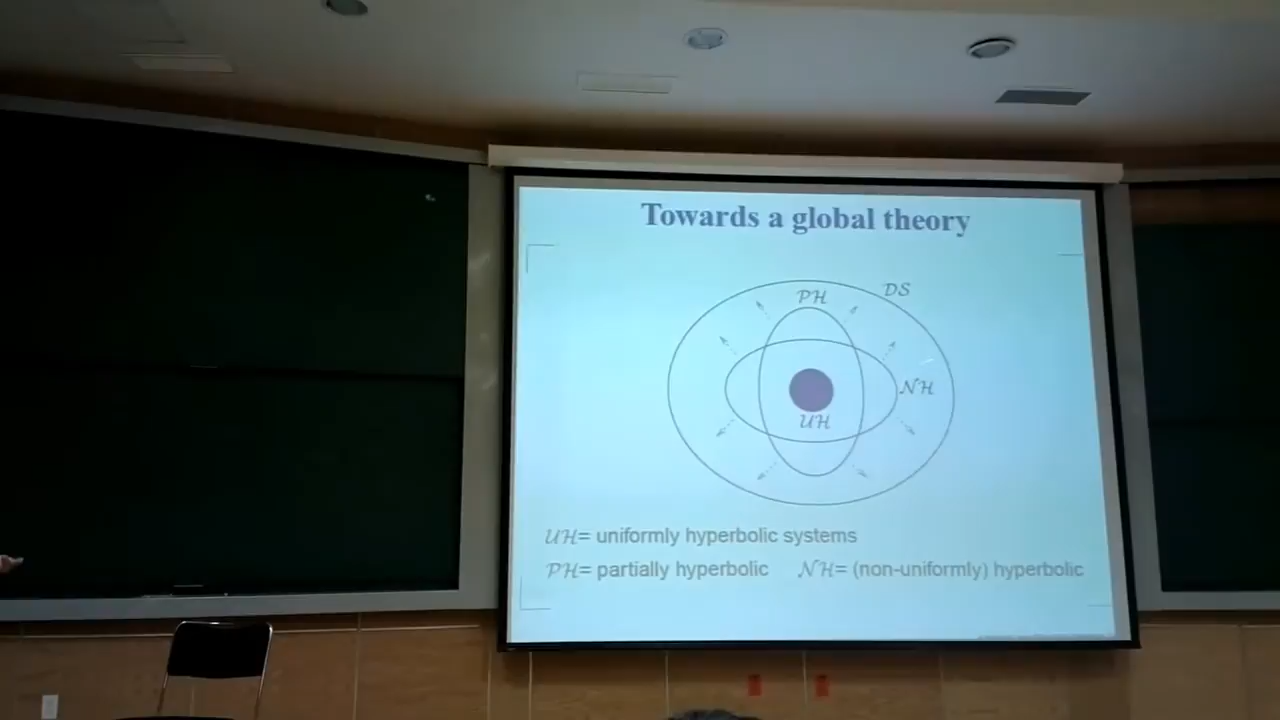 Towards a global theory
PH
DS
NH
UH
UH= uniformly hyperbolic systems
PH= partially hyperbolic NH= (non-uniformly) hyperbolic